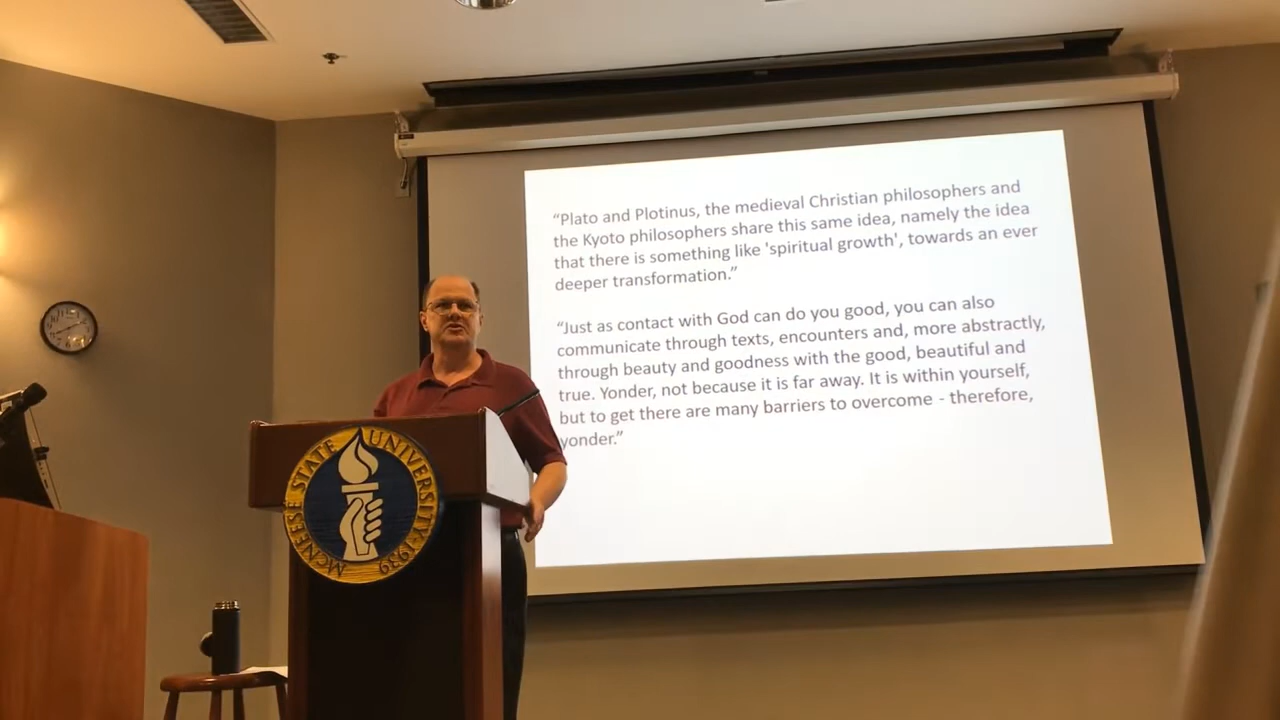 “Plato and Plotinus, the medieval Christian philosophers and
the Kyoto philosophers share this same idea, namely the idea
that there is something like 'spiritual growth', towards an ever
deeper transformation.”
“Just as contact with God can do you good, you can also
communicate through texts, encounters and, more abstractly,
through beauty and goodness with the good, beautiful and
true. Yonder, not because it is far away. It is within yourself,
but to get there are many barriers to overcome - therefore,
yonder.”
MCNEESE STATE UNIVERSITY·1939